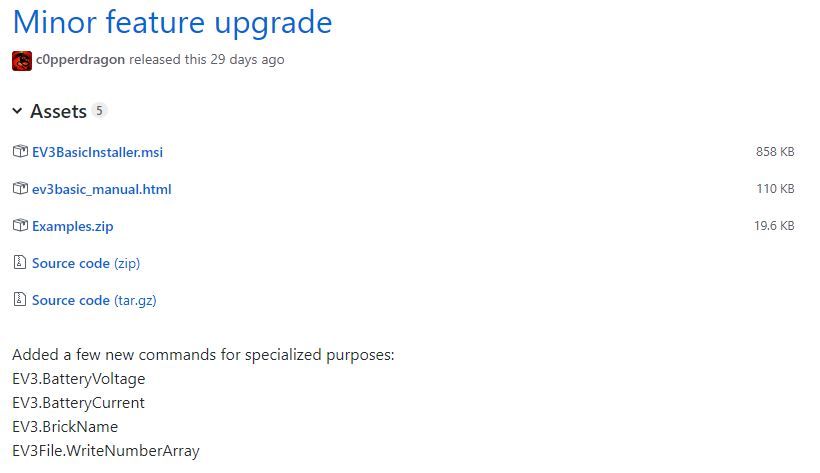 Minor feature upgrade
c0pperdragon released this 29 days ago
Assets 5
EV3BasicInstaller.msi 858 KB
ev3basic_manual.html 110 KB
Examples.zip 19.6 KB
Source code (zip)
Source code (tar.gz)
Added a few new commands for specialized purposes:
EV3.BatteryVoltage
EV3.BatteryCurrent
EV3.BrickName
EV3File.WriteNumberArray